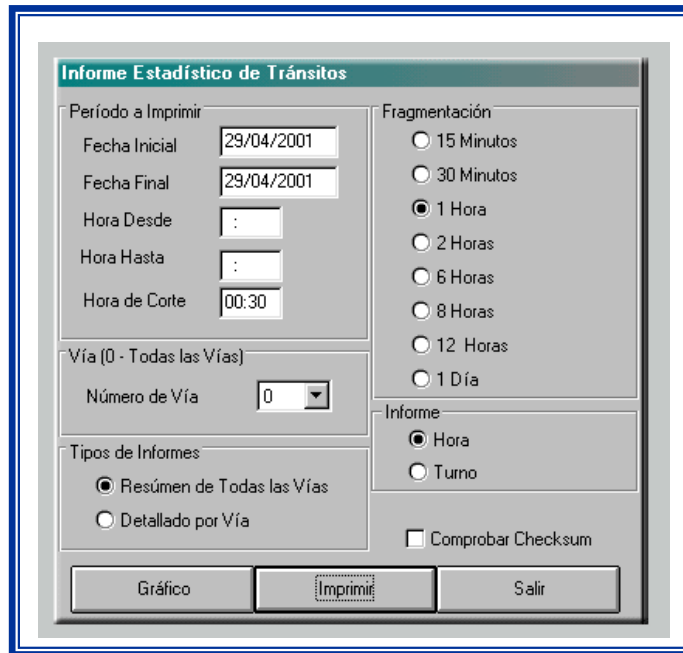 Informe Estadístico de Tránsitos
Período a Imprimir
Fecha Inicial 29/04/2001
Fecha Final 29/04/2001
Hora Desde :
Hora Hasta :
Hora de Corte 00:30
Vía (0 - Todas las Vías)
Número de Vía 0
Tipos de Informes
Resúmen de Todas las Vías
Detallado por Vía
Fragmentación
15 Minutos
30 Minutos
1 Hora
2 Horas
6 Horas
8 Horas
12 Horas
1 Día
Informe
Hora
Turno
Comprobar Checksum
Gráfico Imprimir Salir